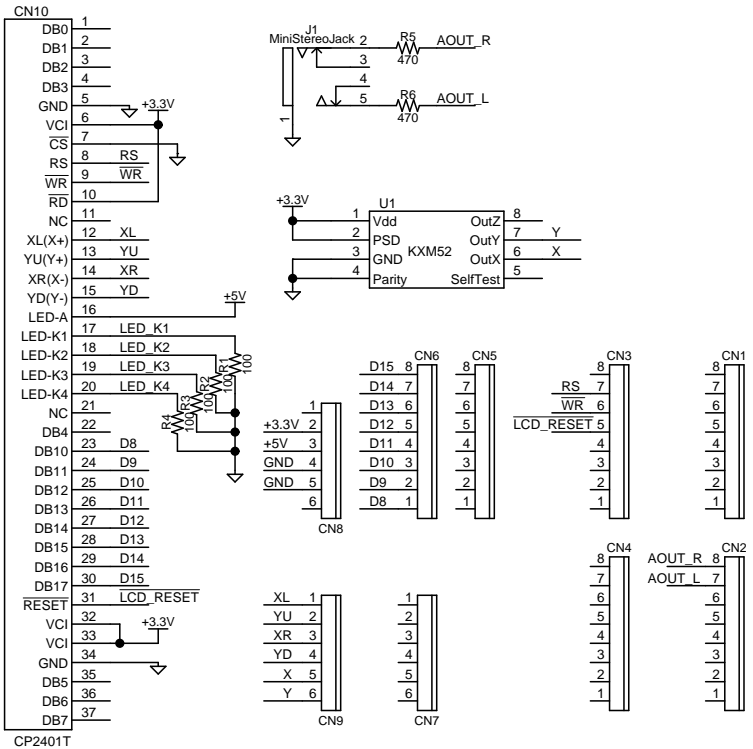 CN10
DB0 1
DB1 2
DB2 3
DB3 4
GND 5
VCI 6
CS 7
RS 8 RS
WR 9 WR
RD 10
NC 11
XL(X+) 12 XL
YU(Y+) 13 YU
XR(X-) 14 XR
YD(Y-) 15 YD
LED-A 16
LED-K1 17 LED_K1
LED-K2 18 LED_K2
LED-K3 19 LED_K3
LED-K4 20 LED_K4
NC 21
DB4 22
DB10 23 D8
DB11 24 D9
DB12 25 D10
DB13 26 D11
DB14 27 D12
DB15 28 D13
DB16 29 D14
DB17 30 D15
RESET 31 LCD_RESET
VCI 32
VCI 33
GND 34
DB5 35
DB6 36
DB7 37
CP2401T
+3.3V
+5V
R1
100
R2
100
R3
100
R4
100
+3.3V
J1
MiniStereoJack
2 R5 AOUT_R
470
3
4
5 R6 AOUT_L
470
1
+3.3V
U1
KXM52
1 Vdd
2 PSD
3 GND
4 Parity
OutZ 8
OutY 7 Y
OutX 6 X
SelfTest 5
1
+3.3V 2
+5V 3
GND 4
GND 5
6
CN8
CN6
D15 8
D14 7
D13 6
D12 5
D11 4
D10 3
D9 2
D8 1
CN5
8
7
6
5
4
3
2
1
CN3
8
RS 7
WR 6
LCD_RESET 5
4
3
2
1
CN1
8
7
6
5
4
3
2
1
XL 1
YU 2
XR 3
YD 4
X 5
Y 6
CN9
1
2
3
4
5
6
CN7
CN4
8
7
6
5
4
3
2
1
CN2
AOUT_R 8
AOUT_L 7
6
5
4
3
2
1